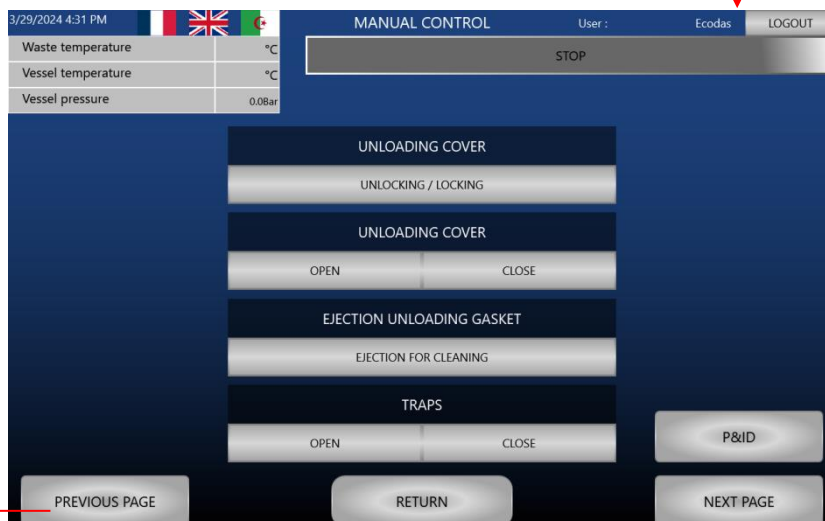 3/29/2024 4:31 PM MANUAL CONTROL User : Ecodas LOGOUT
Waste temperature °C
STOP
Vessel temperature °C
Vessel pressure 0.0Bar
UNLOADING COVER
UNLOCKING / LOCKING
UNLOADING COVER
OPEN CLOSE
EJECTION UNLOADING GASKET
EJECTION FOR CLEANING
TRAPS
OPEN CLOSE
P&ID
PREVIOUS PAGE RETURN NEXT PAGE